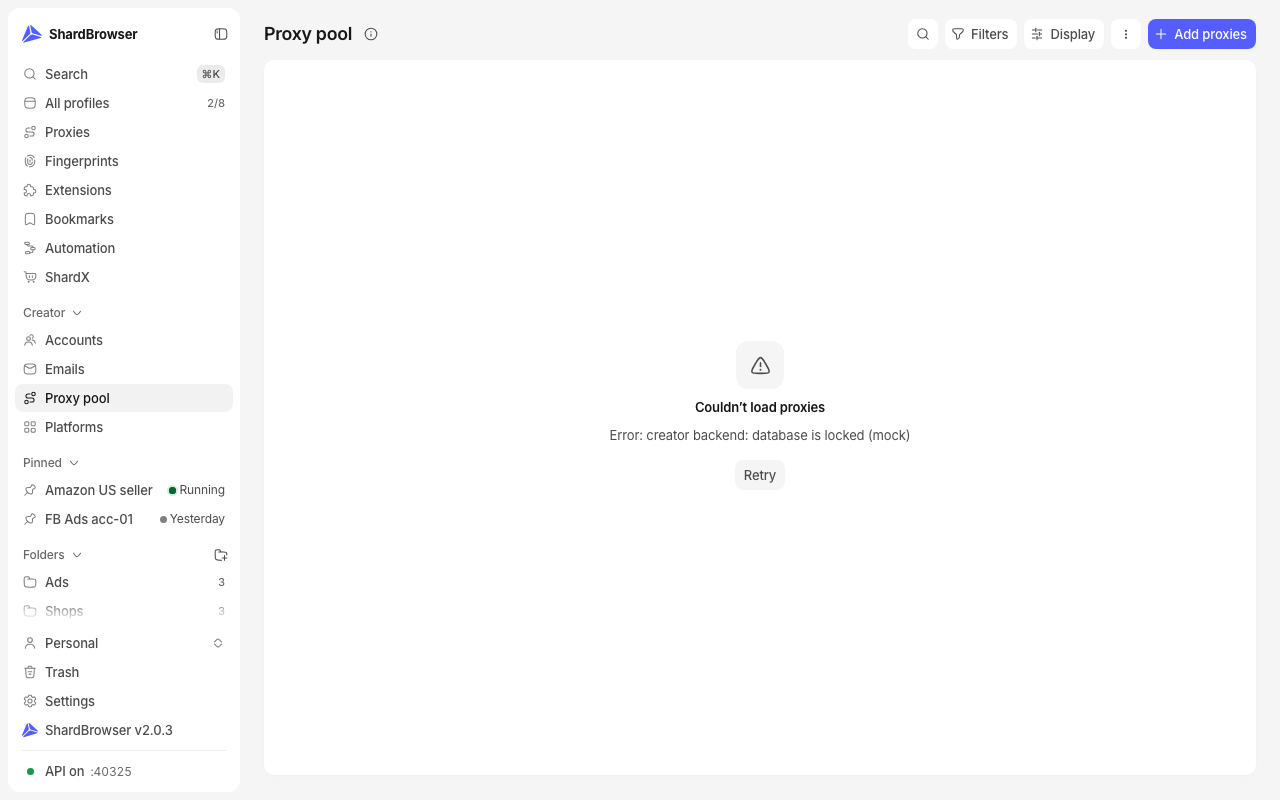 ShardBrowser
Search ⌘K
All profiles 2/8
Proxies
Fingerprints
Extensions
Bookmarks
Automation
ShardX
Creator
Accounts
Emails
Proxy pool
Platforms
Pinned
Amazon US seller Running
FB Ads acc-01 Yesterday
Folders
Ads 3
Shops 3
Personal
Trash
Settings
ShardBrowser v2.0.3
API on :40325
Proxy pool
Filters
Display
Add proxies
Couldn't load proxies
Error: creator backend: database is locked (mock)
Retry